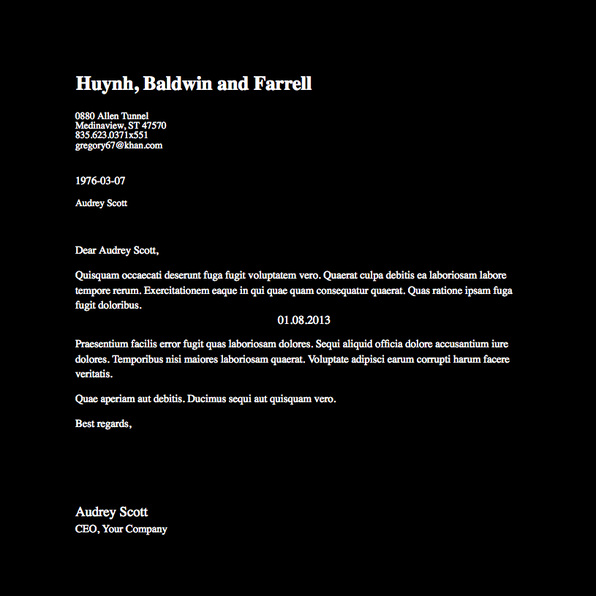 Huynh, Baldwin and Farrell
0880 Allen Tunnel
Medinaview, ST 47570
835.623.0371x551
gregory67@khan.com
1976-03-07
Audrey Scott
Dear Audrey Scott,
Quisquam occaecati deserunt fuga fugit voluptatem vero. Quaerat culpa debitis ea laboriosam labore
tempore rerum. Exercitationem eaque in qui quae quam consequatur quaerat. Quas ratione ipsam fuga
fugit doloribus.
01.08.2013
Praesentium facilis error fugit quas laboriosam dolores. Sequi aliquid officia dolore accusantium iure
dolores. Temporibus nisi maiores laboriosam quaerat. Voluptate adipisci earum corrupti harum facere
veritatis.
Quae aperiam aut debitis. Ducimus sequi aut quisquam vero.
Best regards,
Audrey Scott
CEO, Your Company